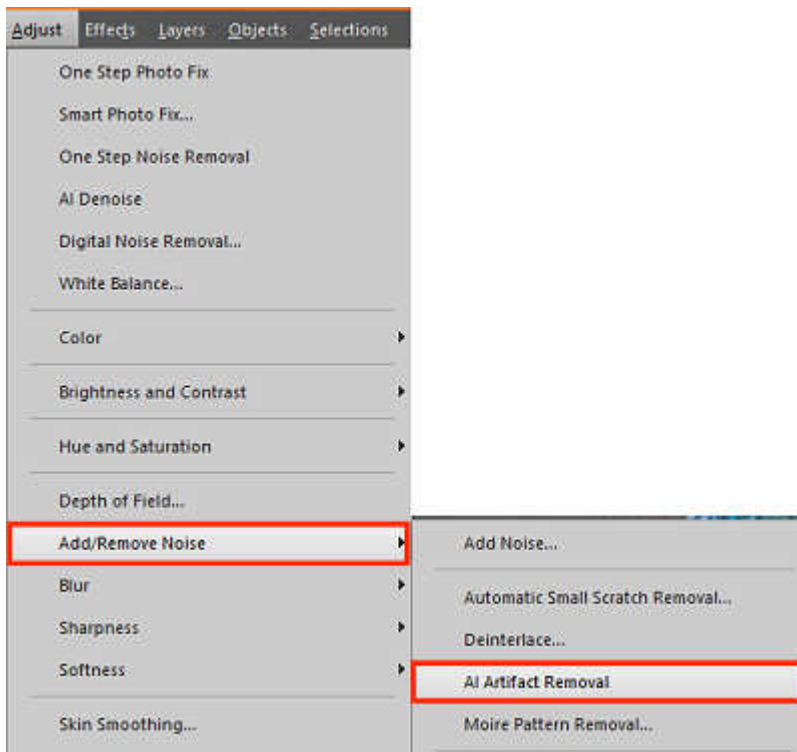 Adjust Effects Layers Objects Selections
One Step Photo Fix
Smart Photo Fix...
One Step Noise Removal
AI Denoise
Digital Noise Removal...
White Balance...
Color
Brightness and Contrast
Hue and Saturation
Depth of Field...
Add/Remove Noise
Blur
Sharpness
Softness
Skin Smoothing...
Add Noise...
Automatic Small Scratch Removal...
Deinterlace...
AI Artifact Removal
Moire Pattern Removal...